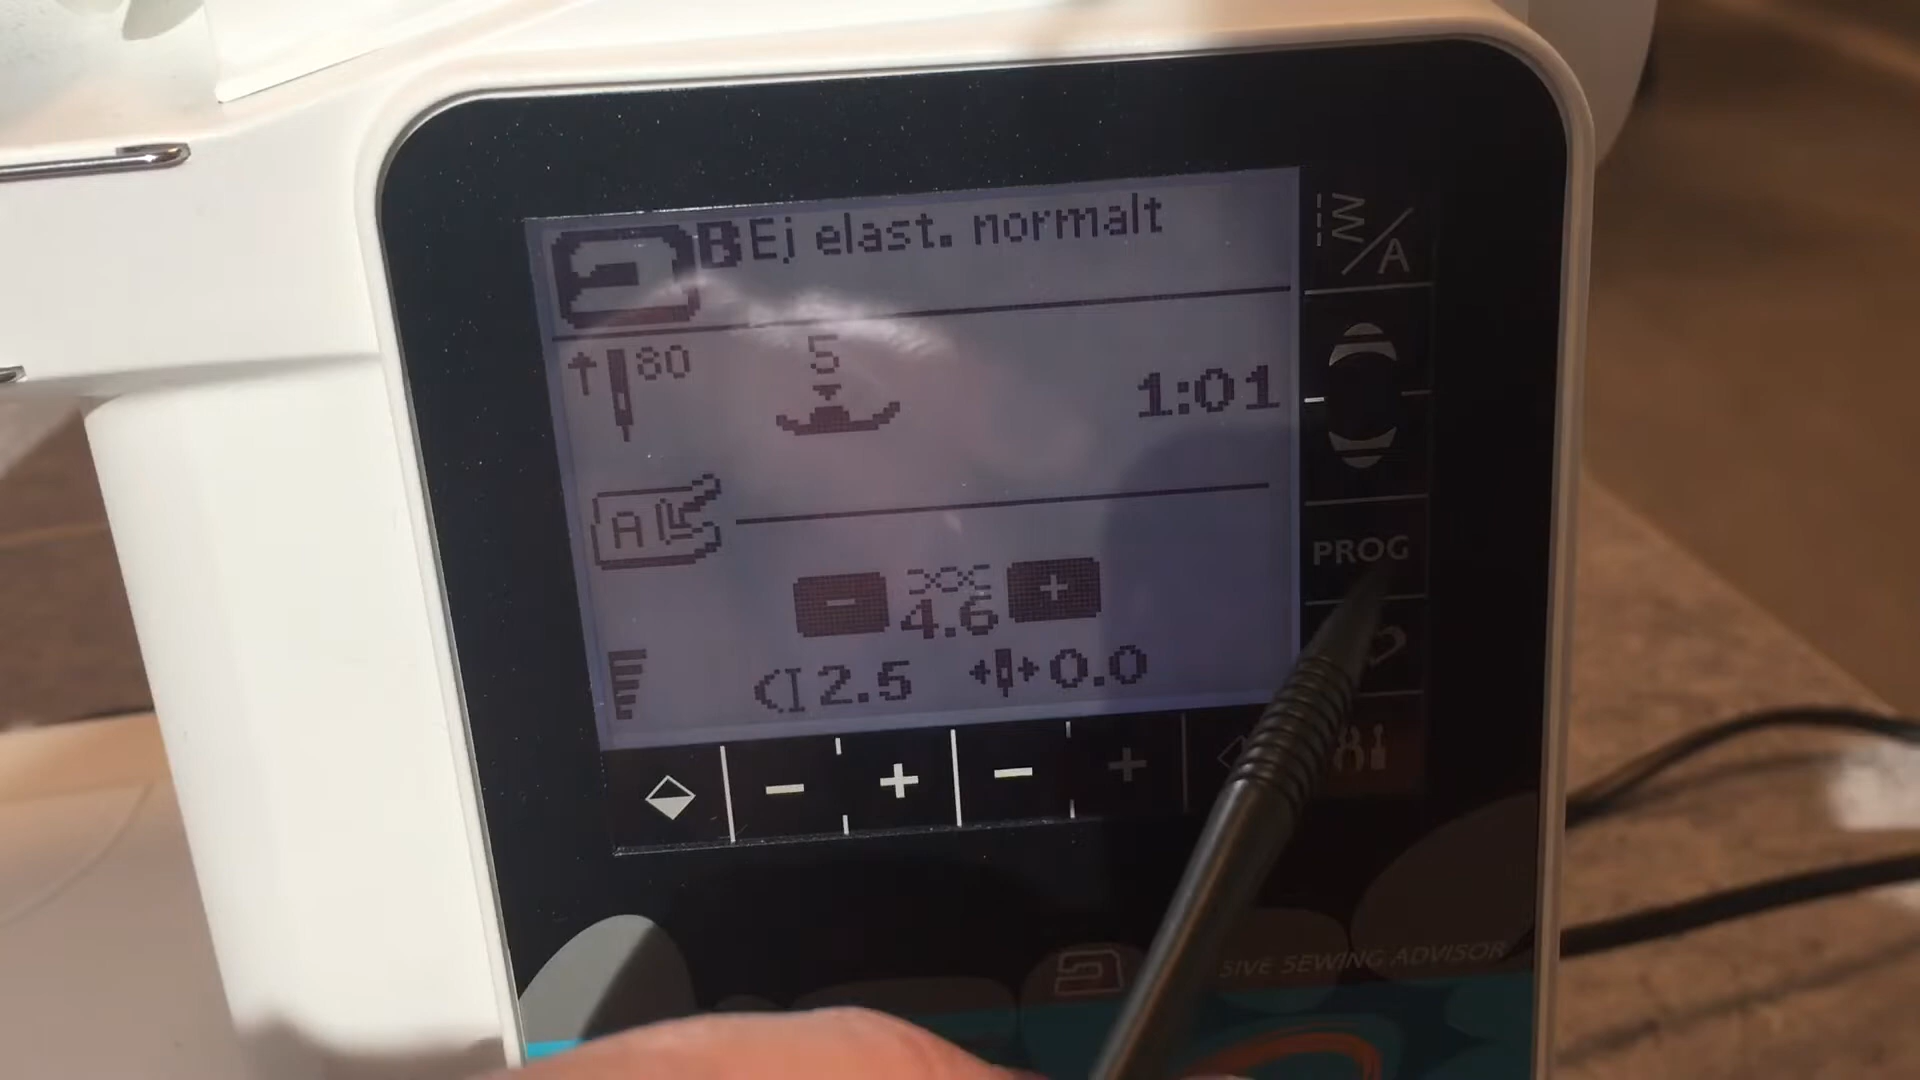 B Ej elast. normalt
A
80
5
1:01
PROG
A
- 4.6 +
2.5
0.0
- + - +
SIVE SEWING ADVISOR